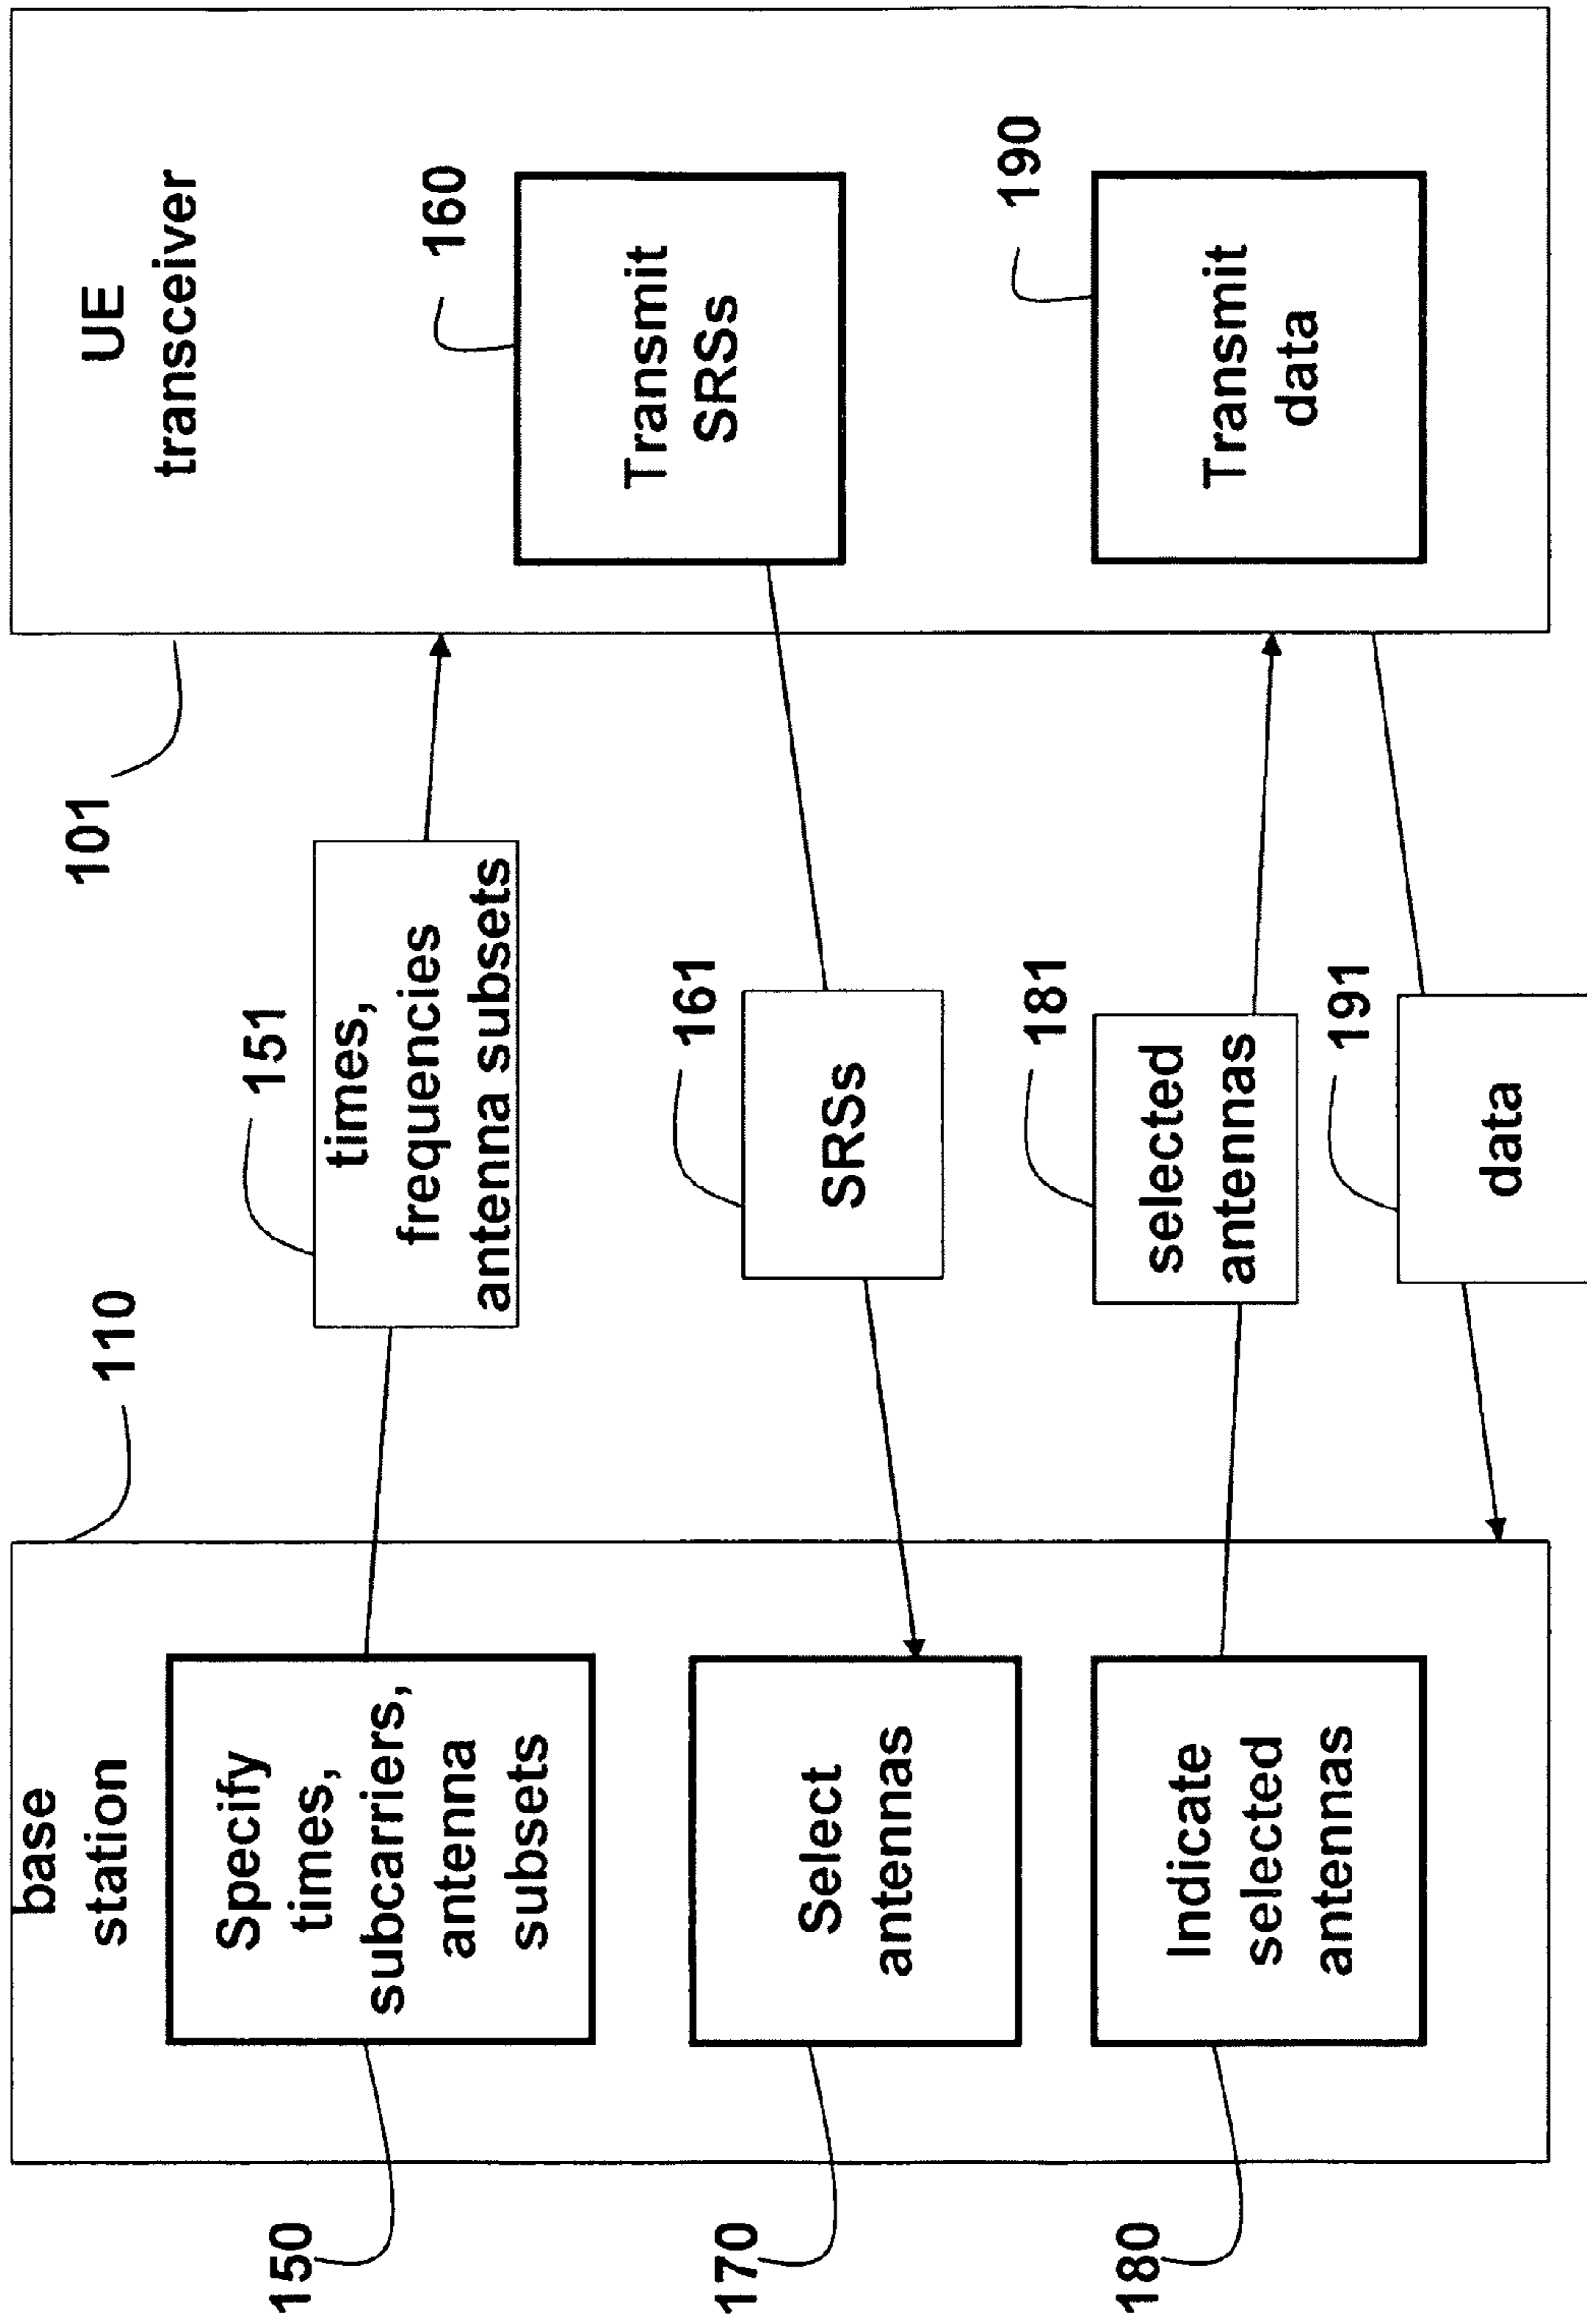 base
station
110
150
Specify
times,
subcarriers,
antenna
subsets
170
Select
antennas
180
Indicate
selected
antennas
151
times,
frequencies
antenna subsets
161
SRSs
181
selected
antennas
191
data
101
UE
transceiver
160
Transmit
SRSs
190
Transmit
data